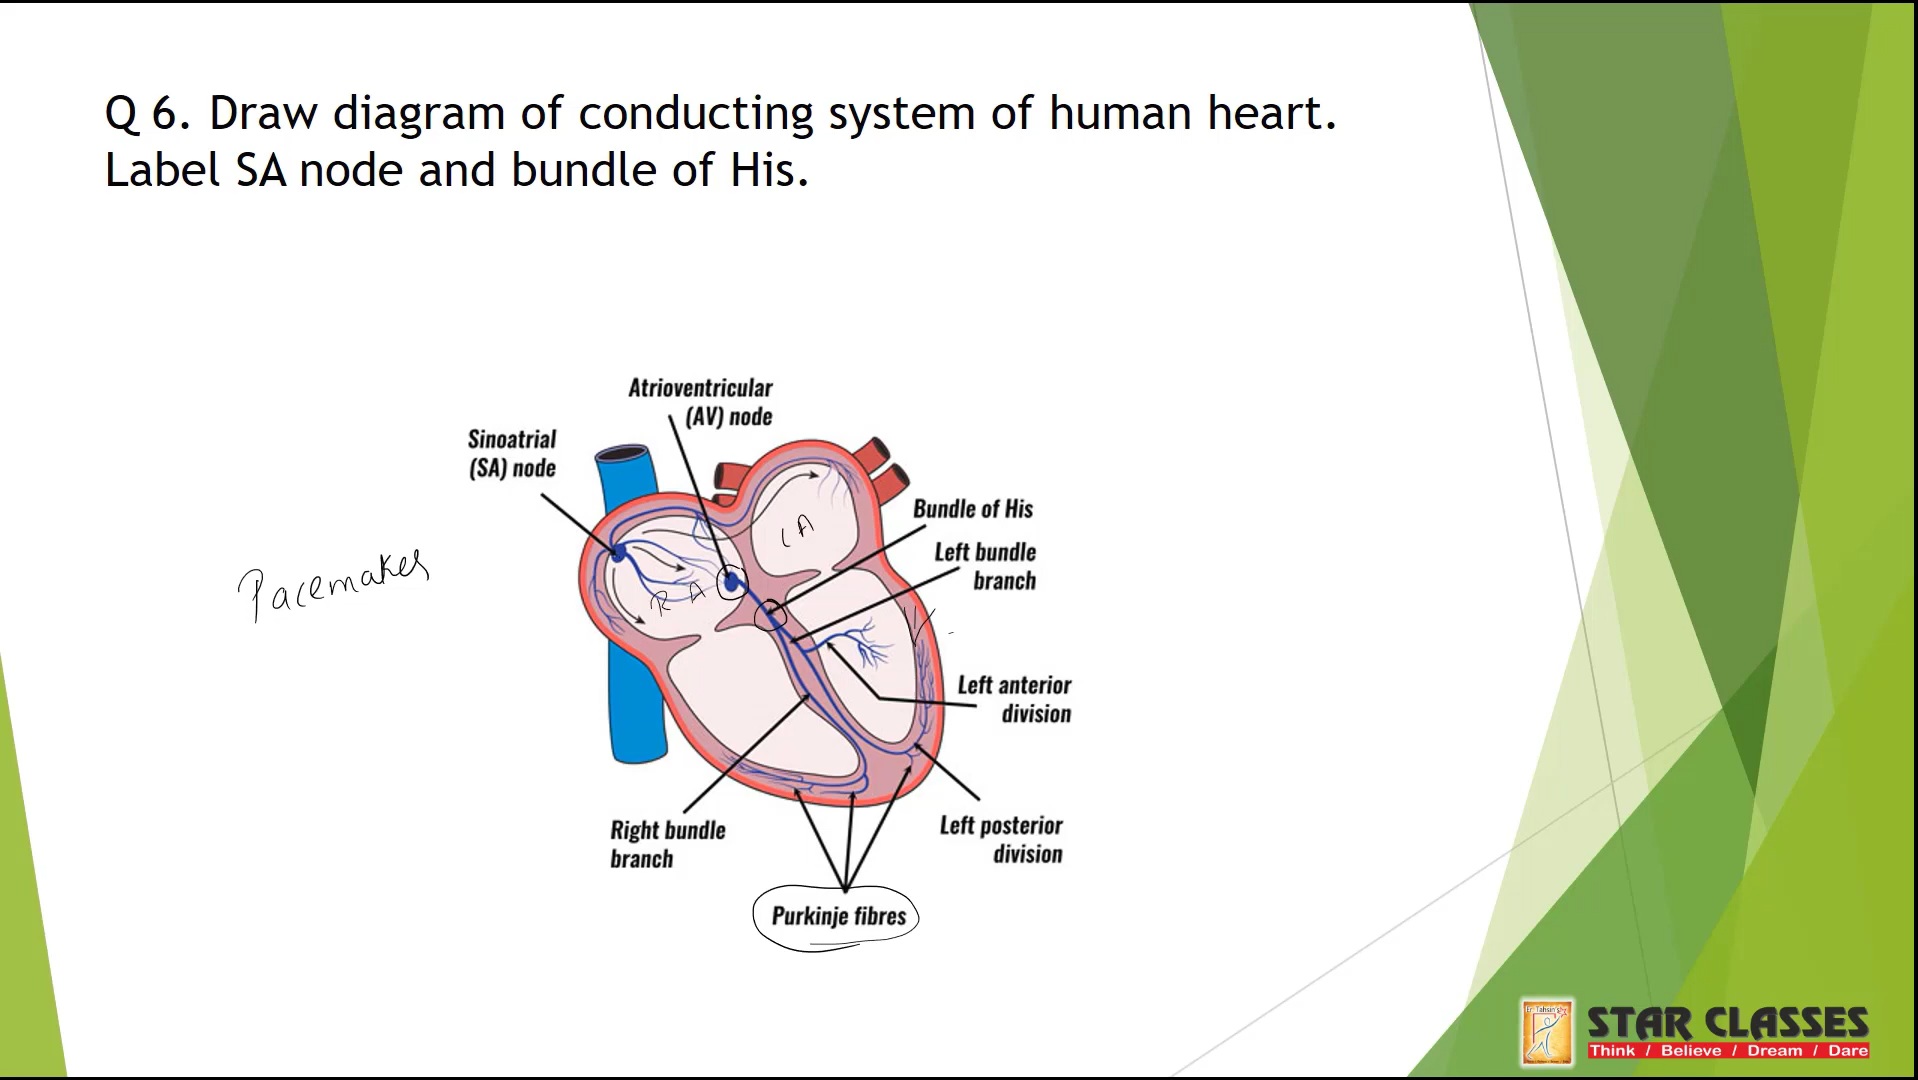 Q 6. Draw diagram of conducting system of human heart.
Label SA node and bundle of His.
Atrioventricular
(AV) node
Sinoatrial
(SA) node
Bundle of His
Left bundle
branch
Pacemaker
LA
RA
Left anterior
division
Right bundle
branch
Left posterior
division
Purkinje fibres
STAR CLASSES
Think / Believe / Dream / Dare